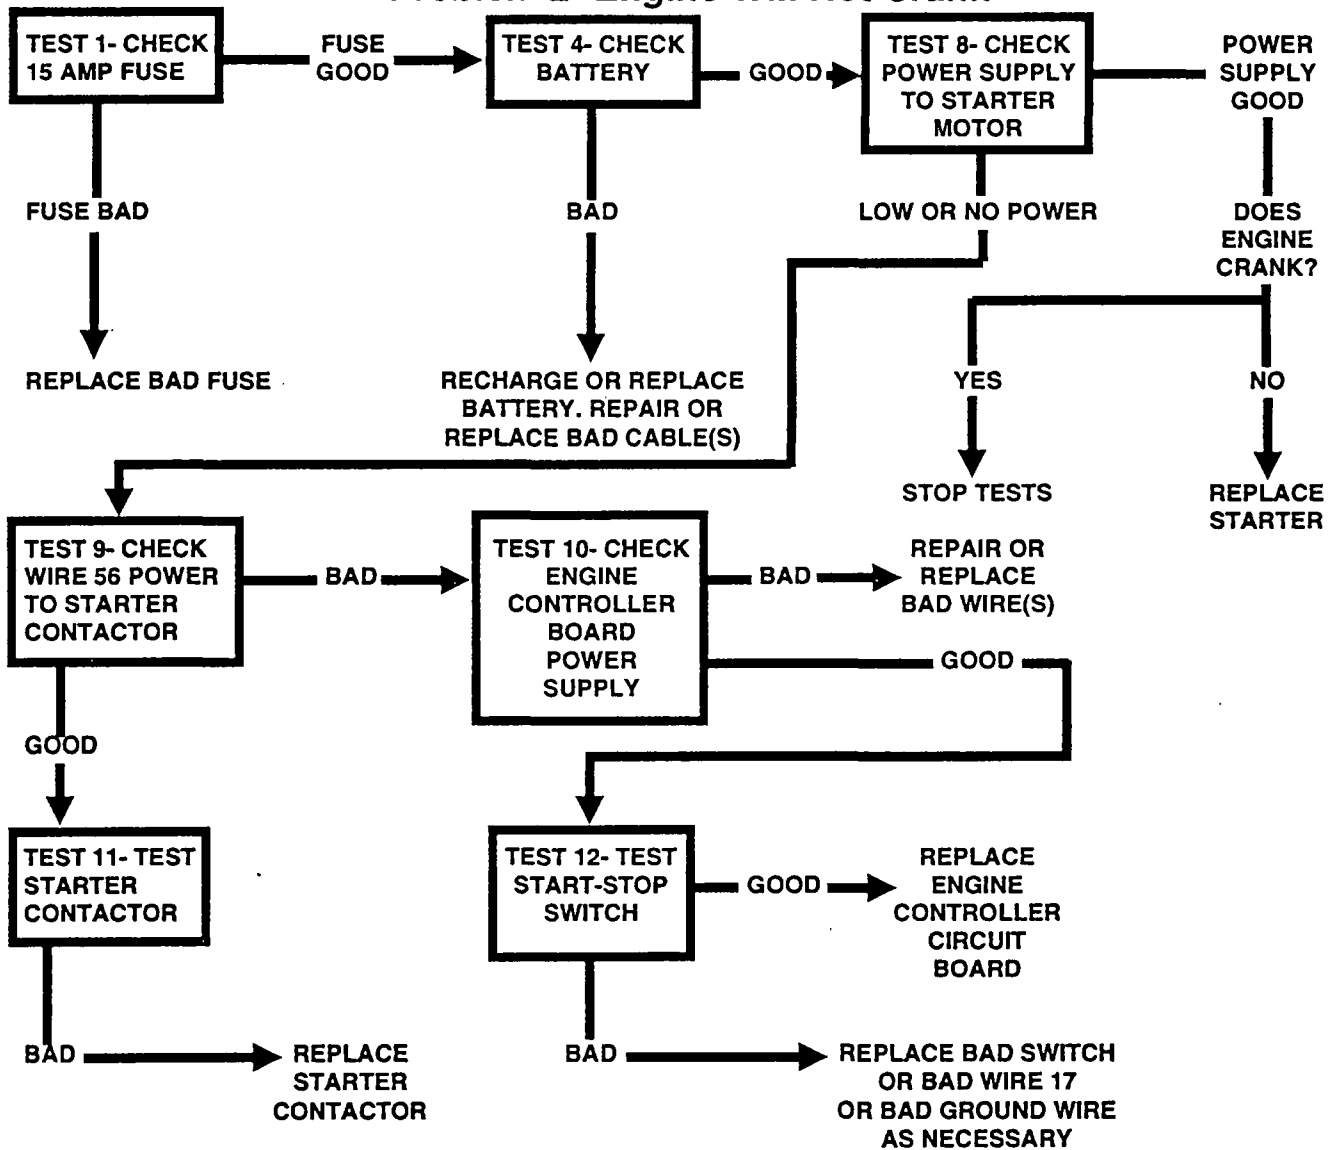 TEST 1- CHECK
15 AMP FUSE
FUSE
GOOD
TEST 4- CHECK
BATTERY
GOOD
TEST 8- CHECK
POWER SUPPLY
TO STARTER
MOTOR
POWER
SUPPLY
GOOD
FUSE BAD
BAD
LOW OR NO POWER
DOES
ENGINE
CRANK?
REPLACE BAD FUSE
RECHARGE OR REPLACE
BATTERY. REPAIR OR
REPLACE BAD CABLE(S)
YES
NO
STOP TESTS
REPLACE
STARTER
TEST 9- CHECK
WIRE 56 POWER
TO STARTER
CONTACTOR
BAD
TEST 10- CHECK
ENGINE
CONTROLLER
BOARD
POWER
SUPPLY
BAD
REPAIR OR
REPLACE
BAD WIRE(S)
GOOD
GOOD
TEST 11- TEST
STARTER
CONTACTOR
TEST 12- TEST
START-STOP
SWITCH
GOOD
REPLACE
ENGINE
CONTROLLER
CIRCUIT
BOARD
BAD
REPLACE
STARTER
CONTACTOR
BAD
REPLACE BAD SWITCH
OR BAD WIRE 17
OR BAD GROUND WIRE
AS NECESSARY